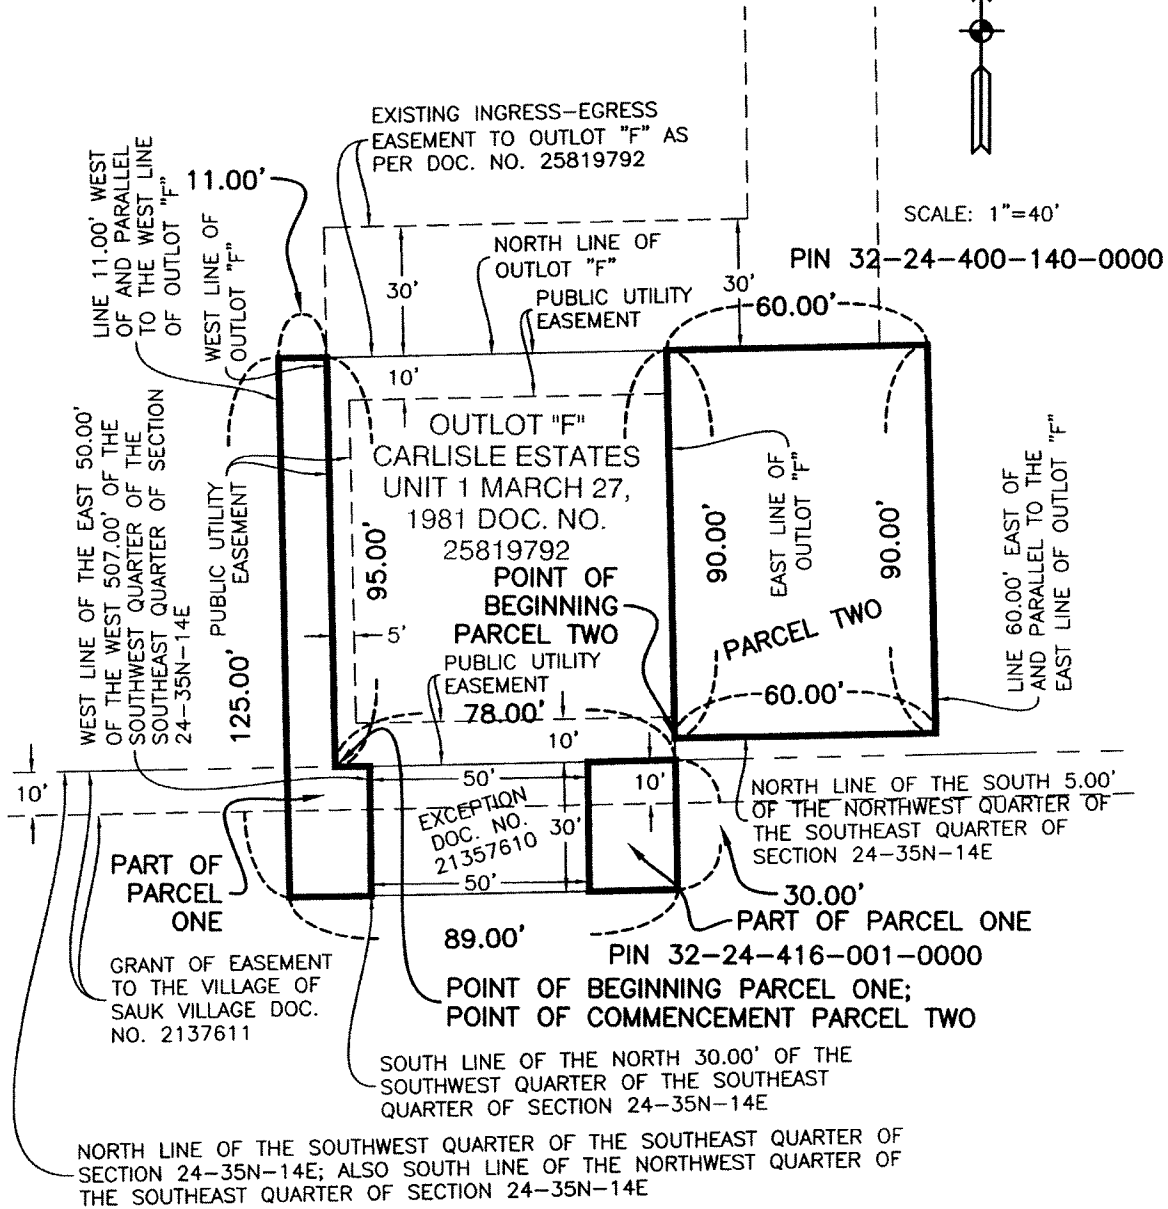 EXISTING INGRESS-EGRESS
EASEMENT TO OUTLOT "F" AS
PER DOC. NO. 25819792
LINE 11.00' WEST
OF AND PARALLEL
TO THE WEST LINE
OF OUTLOT "F"
11.00'
WEST LINE OF
OUTLOT "F"
SCALE: 1"=40'
PIN 32-24-400-140-0000
NORTH LINE OF
OUTLOT "F"
30'
PUBLIC UTILITY
EASEMENT
30'
60.00'
10'
OUTLOT "F"
CARLISLE ESTATES
UNIT 1 MARCH 27,
1981 DOC. NO.
25819792
WEST LINE OF THE EAST 50.00'
OF THE WEST 507.00' OF THE
SOUTHWEST QUARTER OF THE
SOUTHEAST QUARTER OF SECTION
24-35N-14E
PUBLIC UTILITY
EASEMENT
125.00'
95.00'
5'
POINT OF
BEGINNING
PARCEL TWO
PUBLIC UTILITY
EASEMENT
78.00'
90.00'
EAST LINE OF
OUTLOT "F"
90.00'
PARCEL TWO
60.00'
LINE 60.00' EAST OF
AND PARALLEL TO THE
EAST LINE OF OUTLOT "F"
10'
10'
50'
10'
EXCEPTION
DOC. NO.
21357610
30'
50'
NORTH LINE OF THE SOUTH 5.00'
OF THE NORTHWEST QUARTER OF
THE SOUTHEAST QUARTER OF
SECTION 24-35N-14E
PART OF
PARCEL
ONE
30.00'
89.00'
PART OF PARCEL ONE
PIN 32-24-416-001-0000
GRANT OF EASEMENT
TO THE VILLAGE OF
SAUK VILLAGE DOC.
NO. 2137611
POINT OF BEGINNING PARCEL ONE;
POINT OF COMMENCEMENT PARCEL TWO
SOUTH LINE OF THE NORTH 30.00' OF THE
SOUTHWEST QUARTER OF THE SOUTHEAST
QUARTER OF SECTION 24-35N-14E
NORTH LINE OF THE SOUTHWEST QUARTER OF THE SOUTHEAST QUARTER OF
SECTION 24-35N-14E; ALSO SOUTH LINE OF THE NORTHWEST QUARTER OF
THE SOUTHEAST QUARTER OF SECTION 24-35N-14E